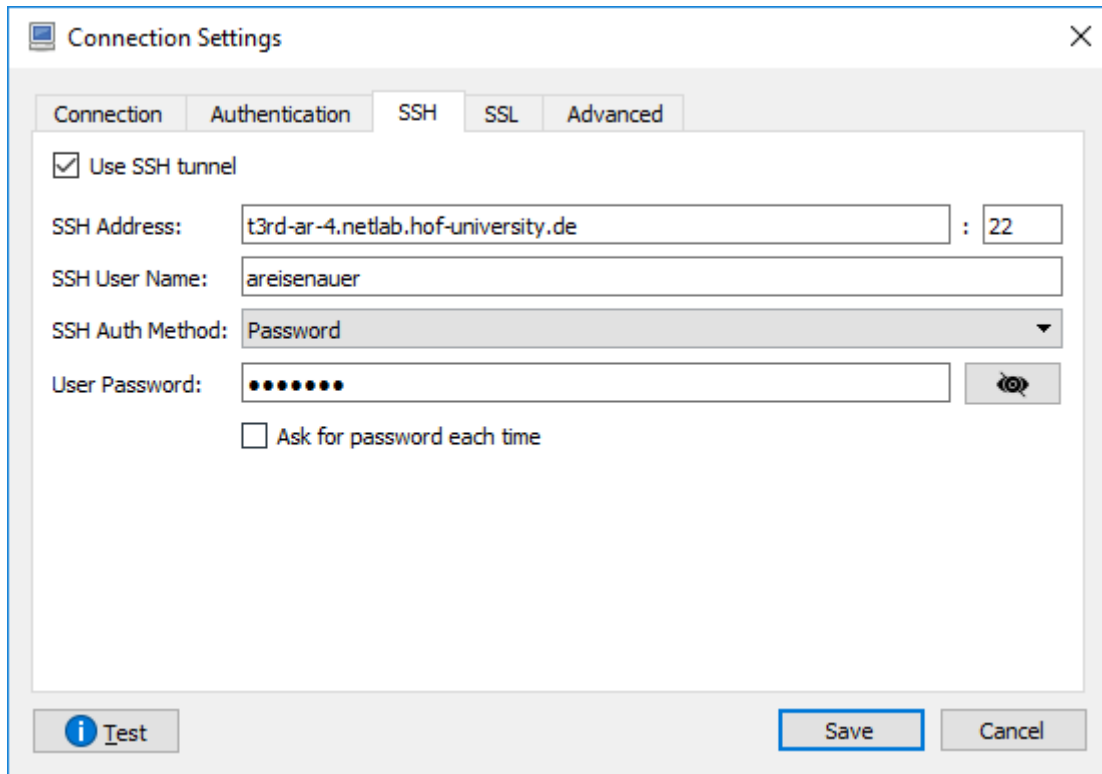 Connection Settings
Connection Authentication SSH SSL Advanced
Use SSH tunnel
SSH Address: t3rd-ar-4.netlab.hof-university.de : 22
SSH User Name: areisenauer
SSH Auth Method: Password
User Password: •••••••
Ask for password each time
Test Save Cancel